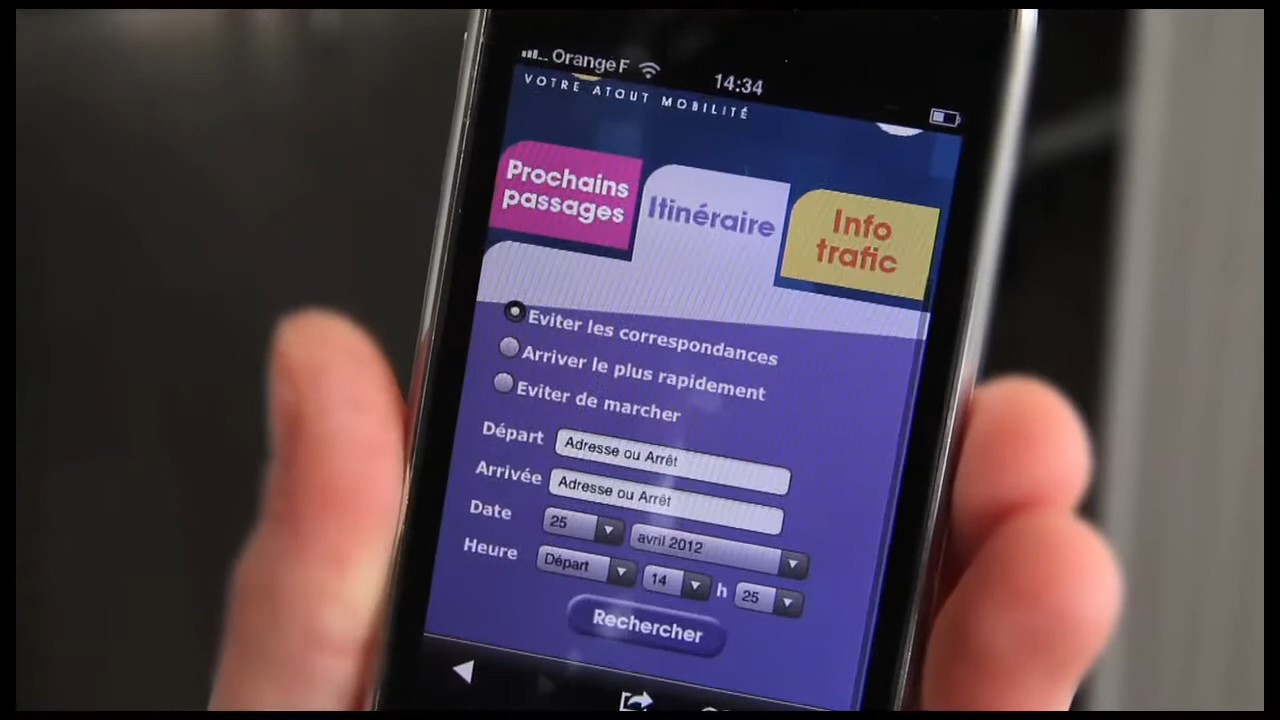 Orange F
14:34
VOTRE ATOUT MOBILITÉ
Prochains
passages
Itinéraire
Info
trafic
Eviter les correspondances
Arriver le plus rapidement
Eviter de marcher
Départ Adresse ou Arrêt
Arrivée Adresse ou Arrêt
Date 25 avril 2012
Heure Départ 14 h 25
Rechercher